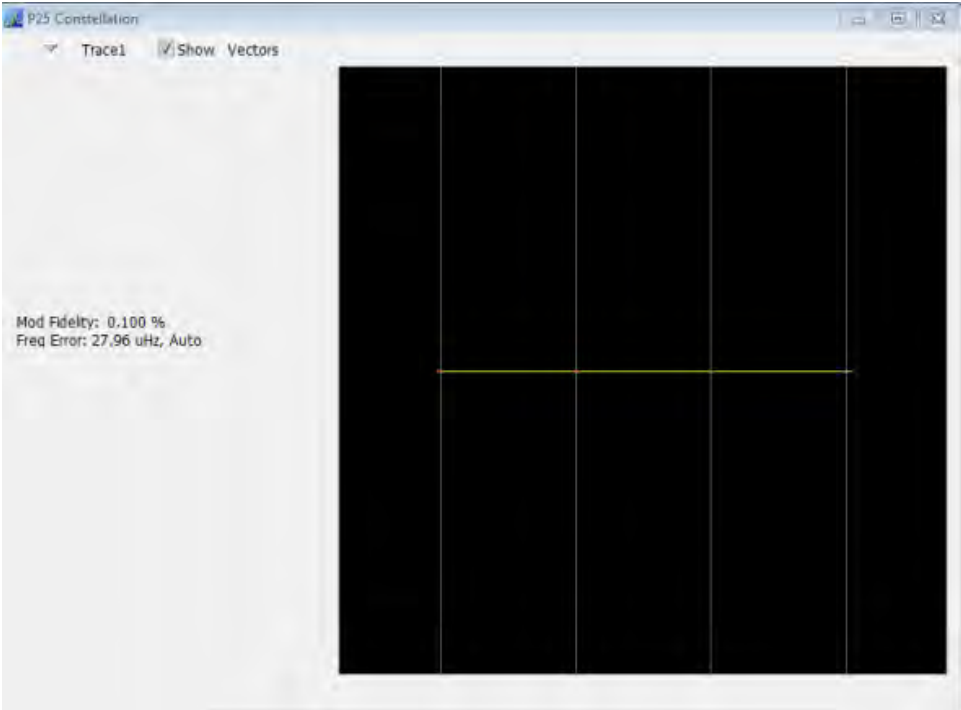 P25 Constellation
Trace1 Show Vectors
Mod Fidelity: 0.100 %
Freq Error: 27.96 uHz, Auto